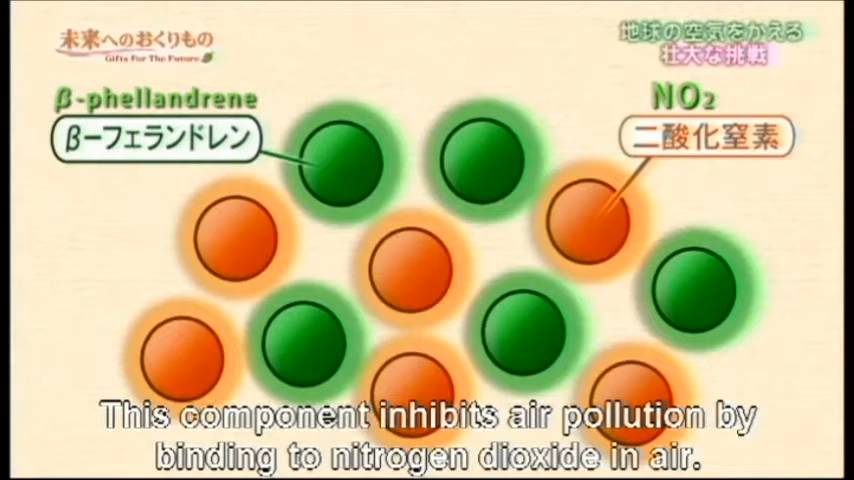 未来へのおくりもの
Gifts For The Future
地球の空気をかえる
壮大な挑戦
β-phellandrene
β－フェランドレン
NO₂
二酸化窒素
This component inhibits air pollution by
binding to nitrogen dioxide in air.